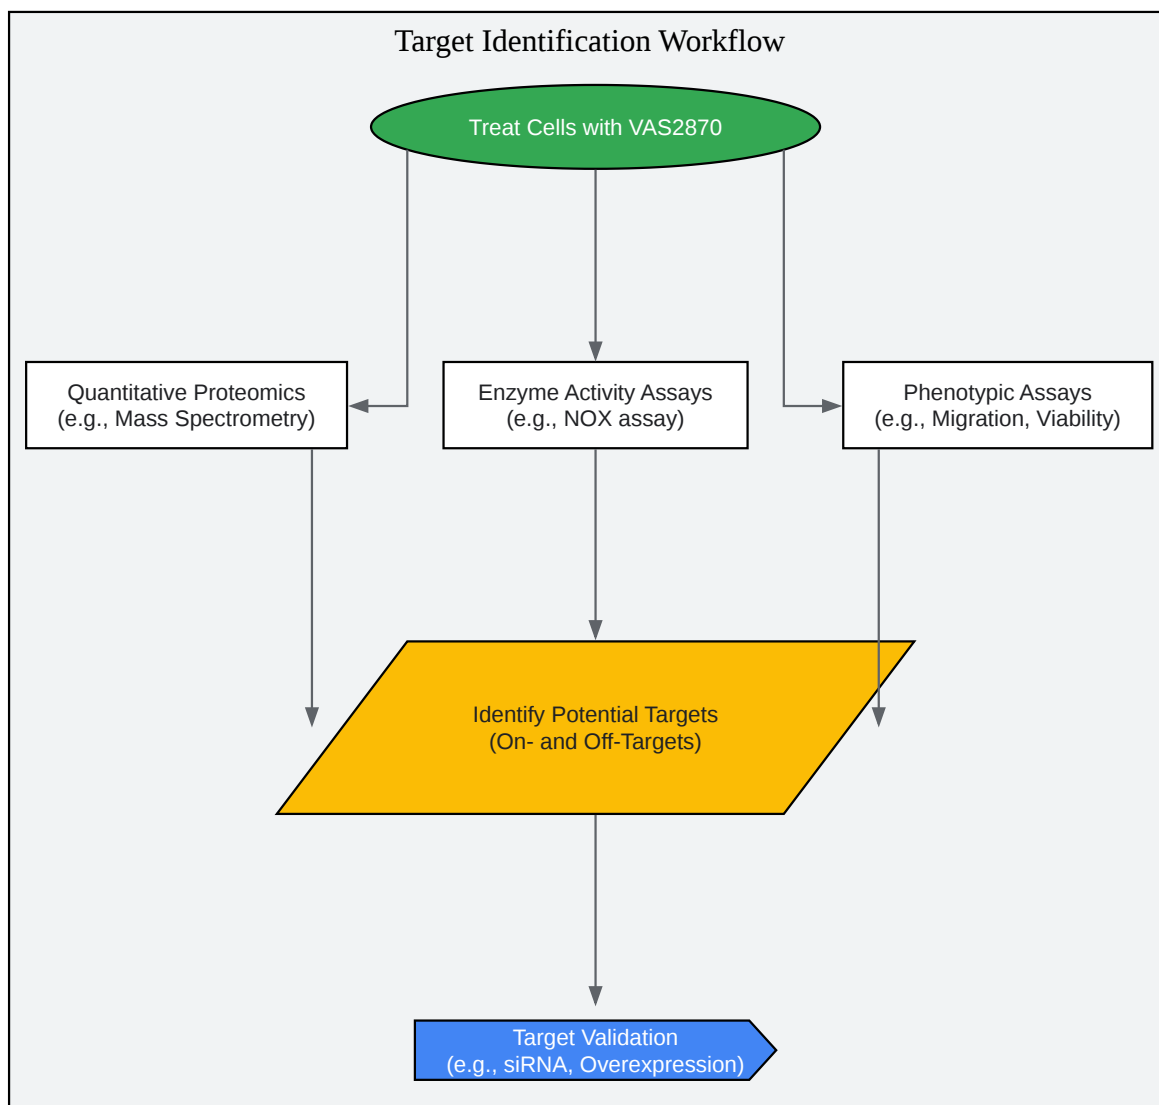 Target Identification Workflow
Treat Cells with VAS2870
Quantitative Proteomics
(e.g., Mass Spectrometry)
Enzyme Activity Assays
(e.g., NOX assay)
Phenotypic Assays
(e.g., Migration, Viability)
Identify Potential Targets
(On- and Off-Targets)
Target Validation
(e.g., siRNA, Overexpression)